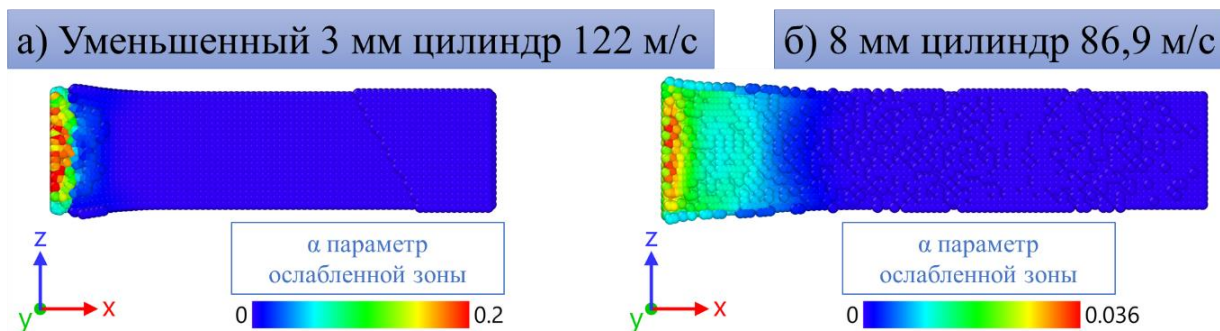 а) Уменьшенный 3 мм цилиндр 122 м/с
б) 8 мм цилиндр 86,9 м/с
z
x
y
α параметр
ослабленной зоны
0
0.2
z
x
y
α параметр
ослабленной зоны
0
0.036